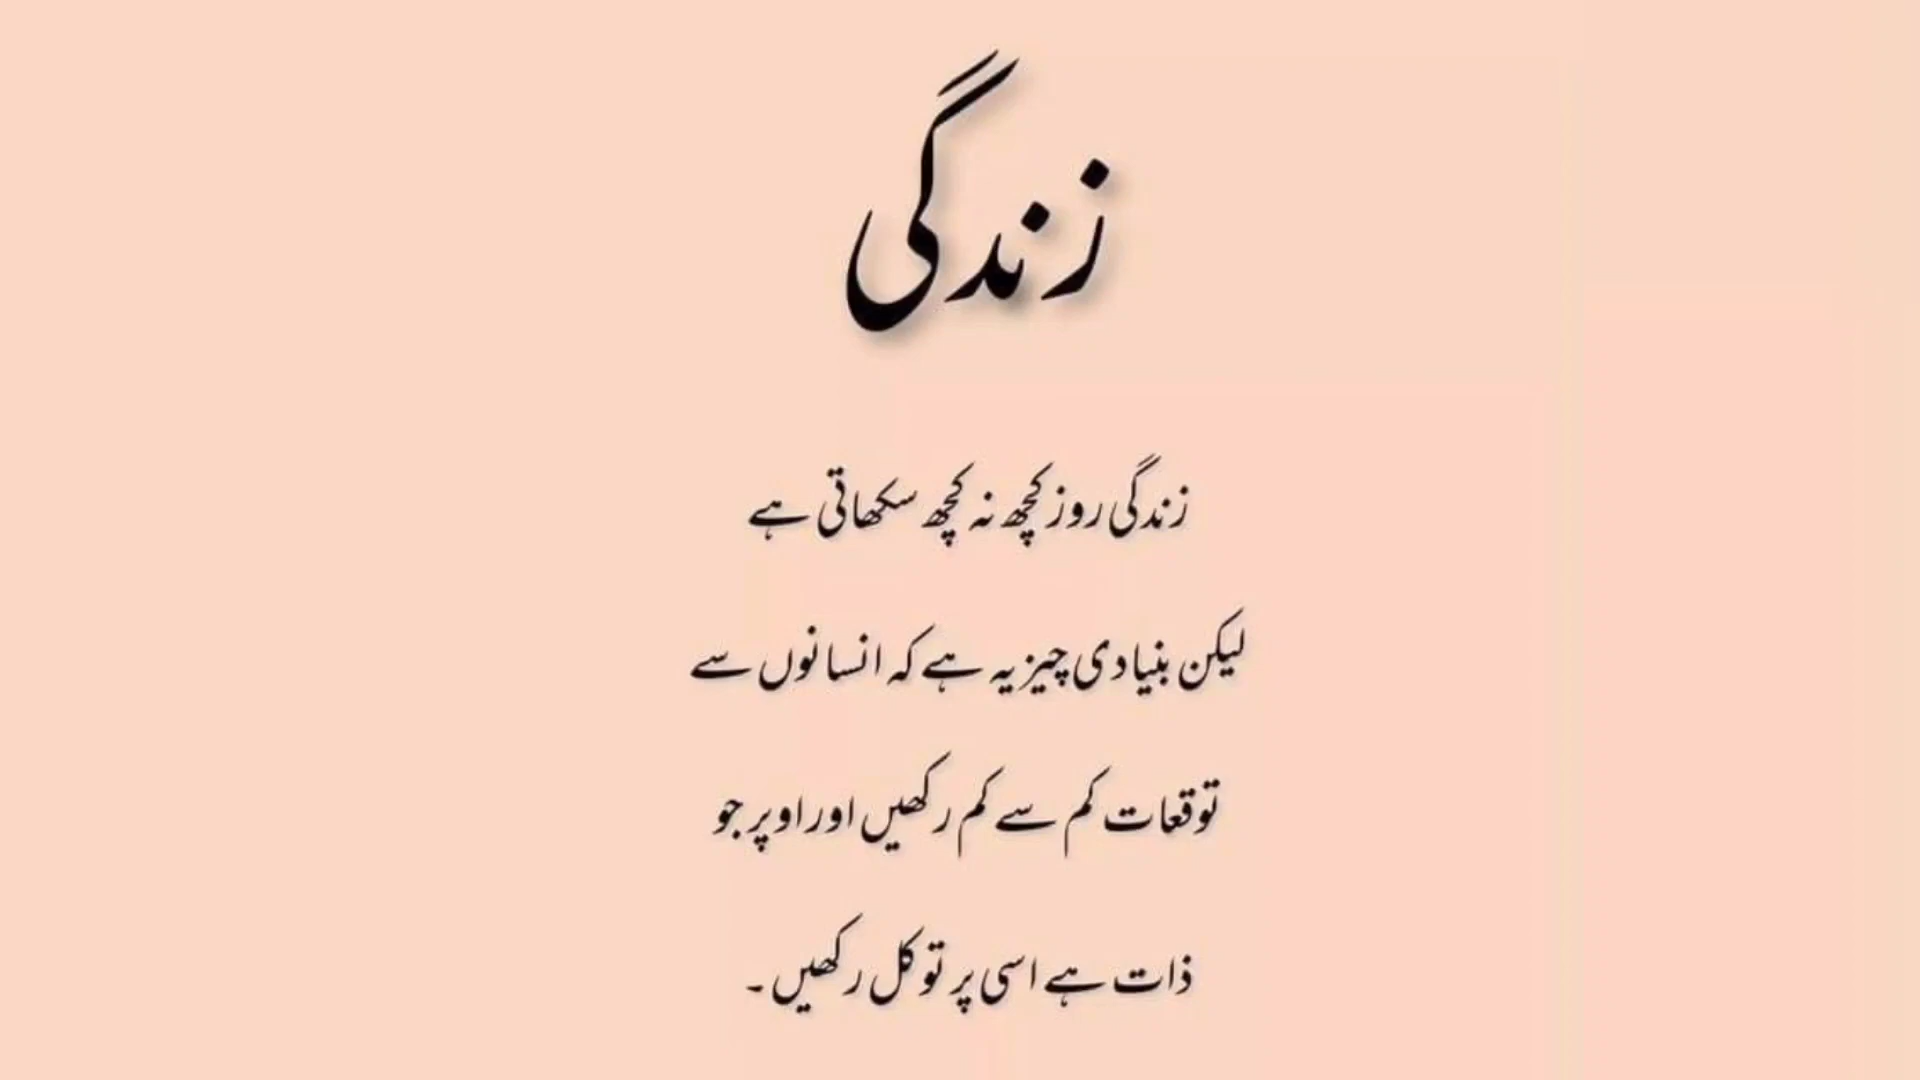 زندگی
زندگی روز کچھ نہ کچھ سکھاتی ہے
لیکن بنیادی چیز یہ ہے کہ انسانوں سے
توقعات کم سے کم رکھیں اور اوپر جو
ذات ہے اسی پر توکل رکھیں۔